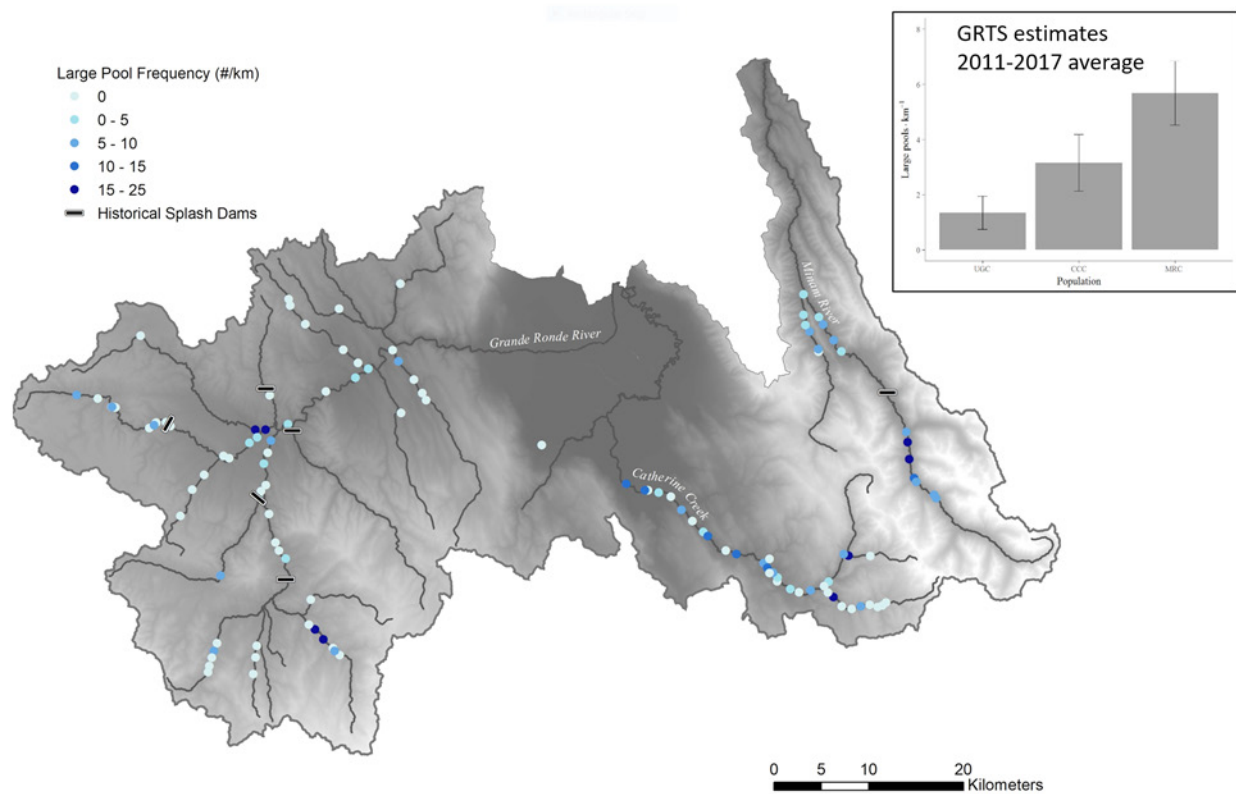 Large Pool Frequency (#/km)
0
0 - 5
5 - 10
10 - 15
15 - 25
Historical Splash Dams
GRTS estimates
2011-2017 average
Large pools · km⁻¹
8
6
4
2
0
UGC CCC MRC
Population
Minam River
Grande Ronde River
Catherine Creek
0 5 10 20
Kilometers